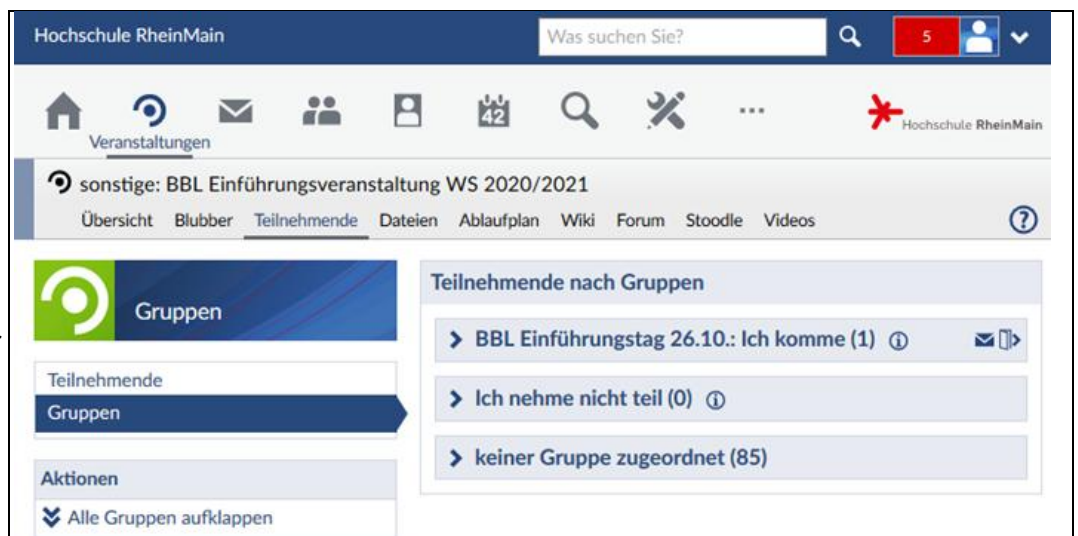 Hochschule RheinMain
Was suchen Sie?
5
42
Veranstaltungen
Hochschule RheinMain
sonstige: BBL Einführungsveranstaltung WS 2020/2021
Übersicht Blubber Teilnehmende Dateien Ablaufplan Wiki Forum Stoodle Videos
Gruppen
Teilnehmende
Gruppen
Aktionen
Alle Gruppen aufklappen
Teilnehmende nach Gruppen
BBL Einführungstag 26.10.: Ich komme (1)
Ich nehme nicht teil (0)
keiner Gruppe zugeordnet (85)